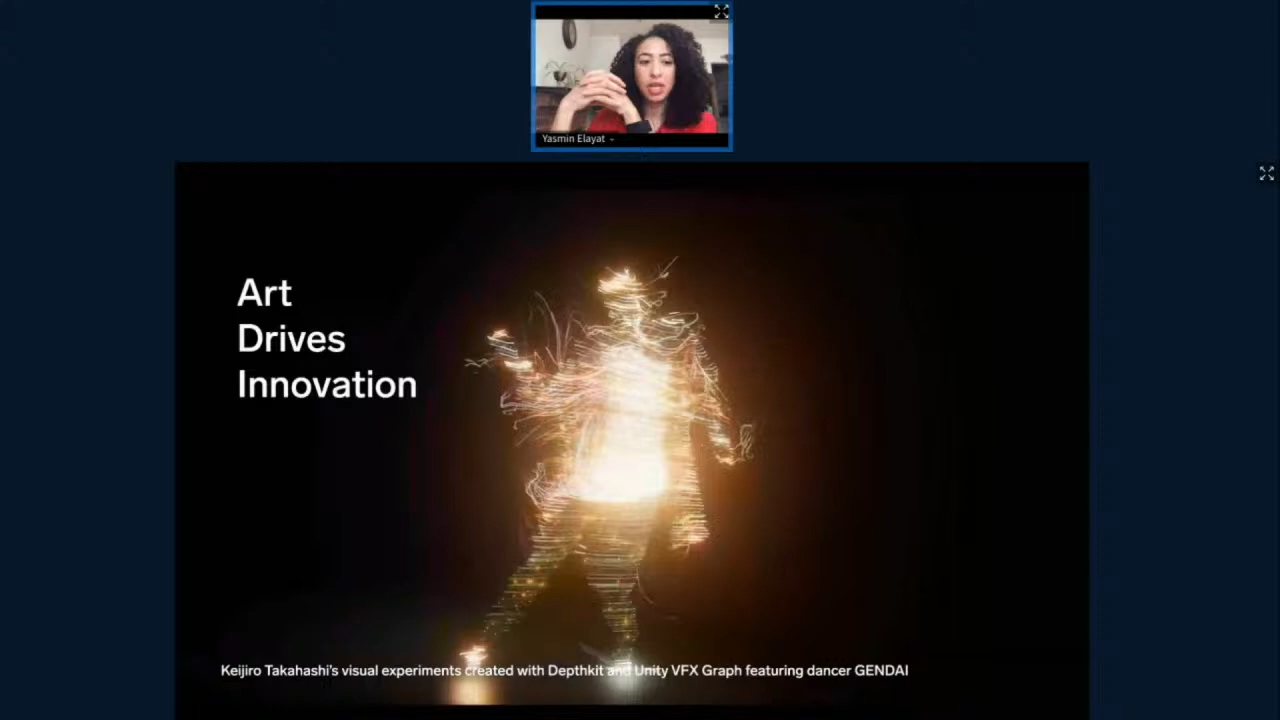 Yasmin Elayat
Art
Drives
Innovation
Keijiro Takahashi's visual experiments created with Depthkit and Unity VFX Graph featuring dancer GENDAI